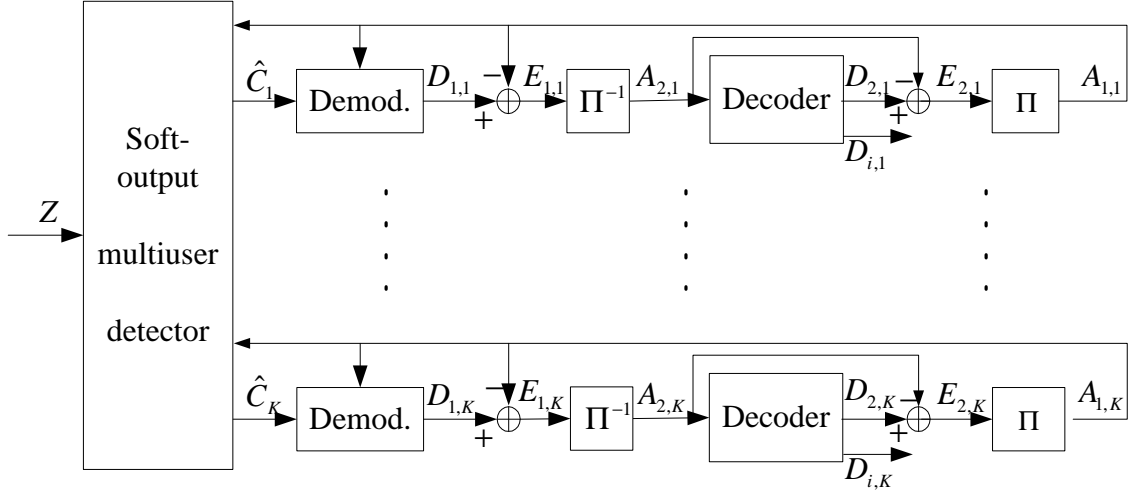 Z
Soft-
output
multiuser
detector
Ĉ₁
Demod.
D₁,₁
−
+
E₁,₁
Π⁻¹
A₂,₁
Decoder
D₂,₁
Dᵢ,₁
−
+
E₂,₁
Π
A₁,₁
Ĉ_K
Demod.
D₁,K
−
+
E₁,K
Π⁻¹
A₂,K
Decoder
D₂,K
Dᵢ,K
−
+
E₂,K
Π
A₁,K